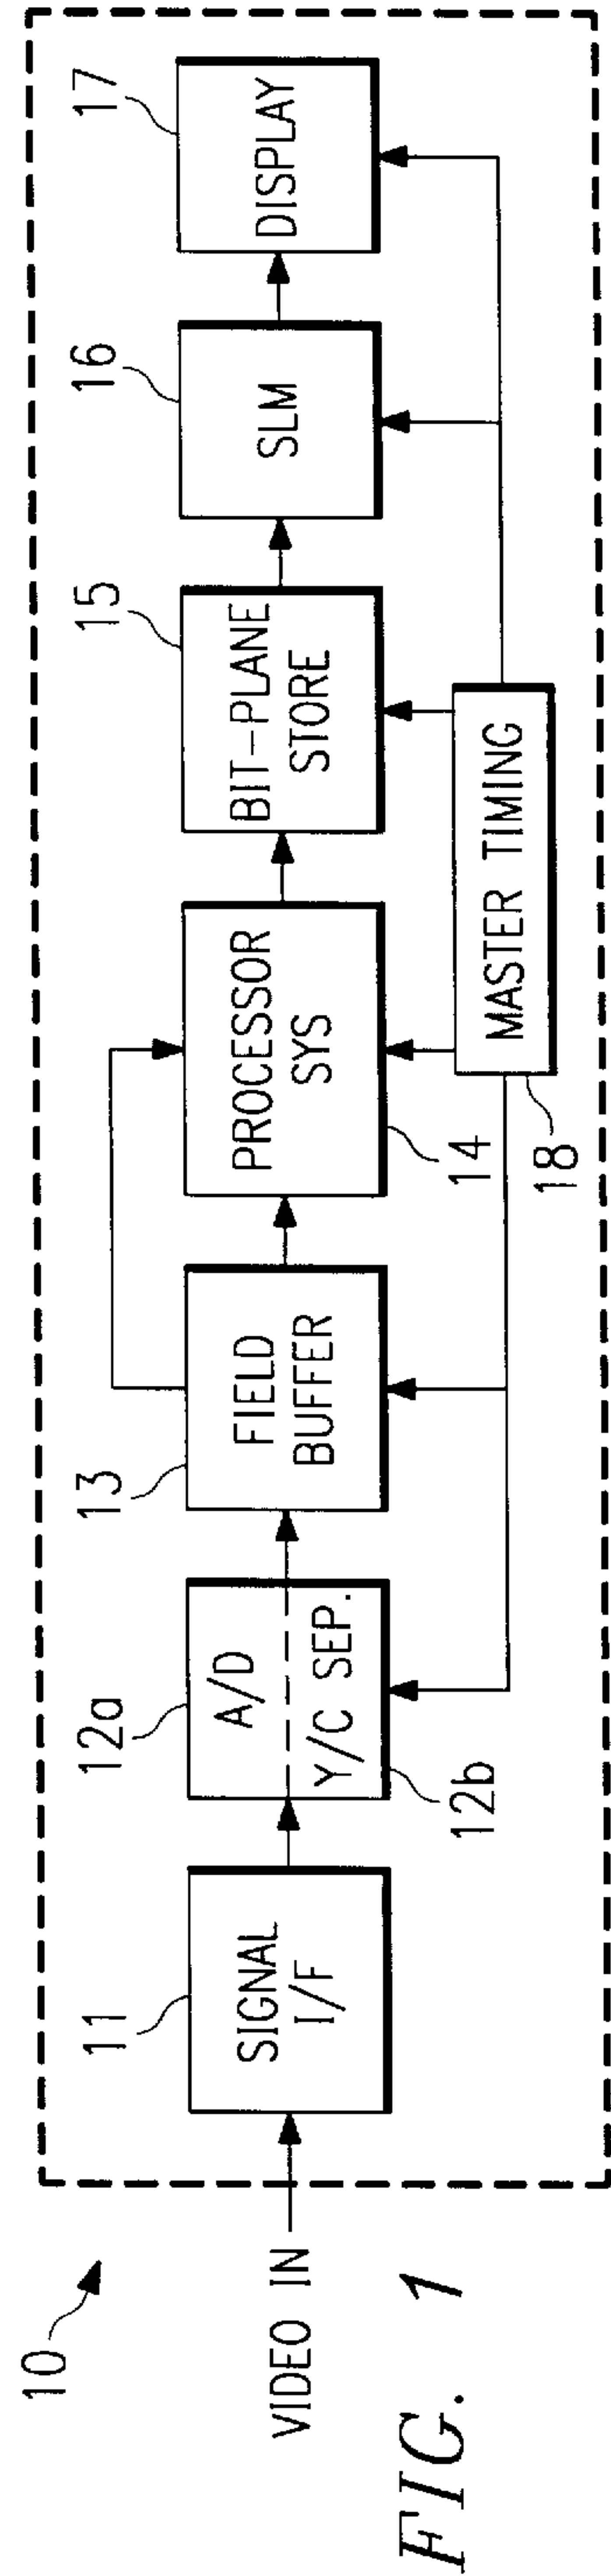 10
VIDEO IN
11
SIGNAL
I/F
12a
A/D
Y/C SEP.
12b
13
FIELD
BUFFER
PROCESSOR
SYS
14
15
BIT-PLANE
STORE
16
SLM
17
DISPLAY
MASTER TIMING
18
FIG. 1